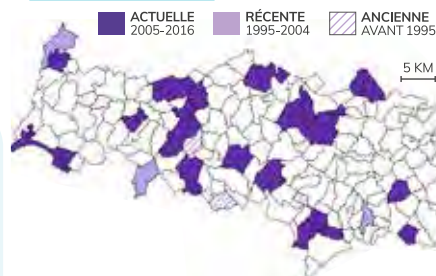 ACTUELLE
2005-2016
RÉCENTE
1995-2004
ANCIENNE
AVANT 1995
5 KM